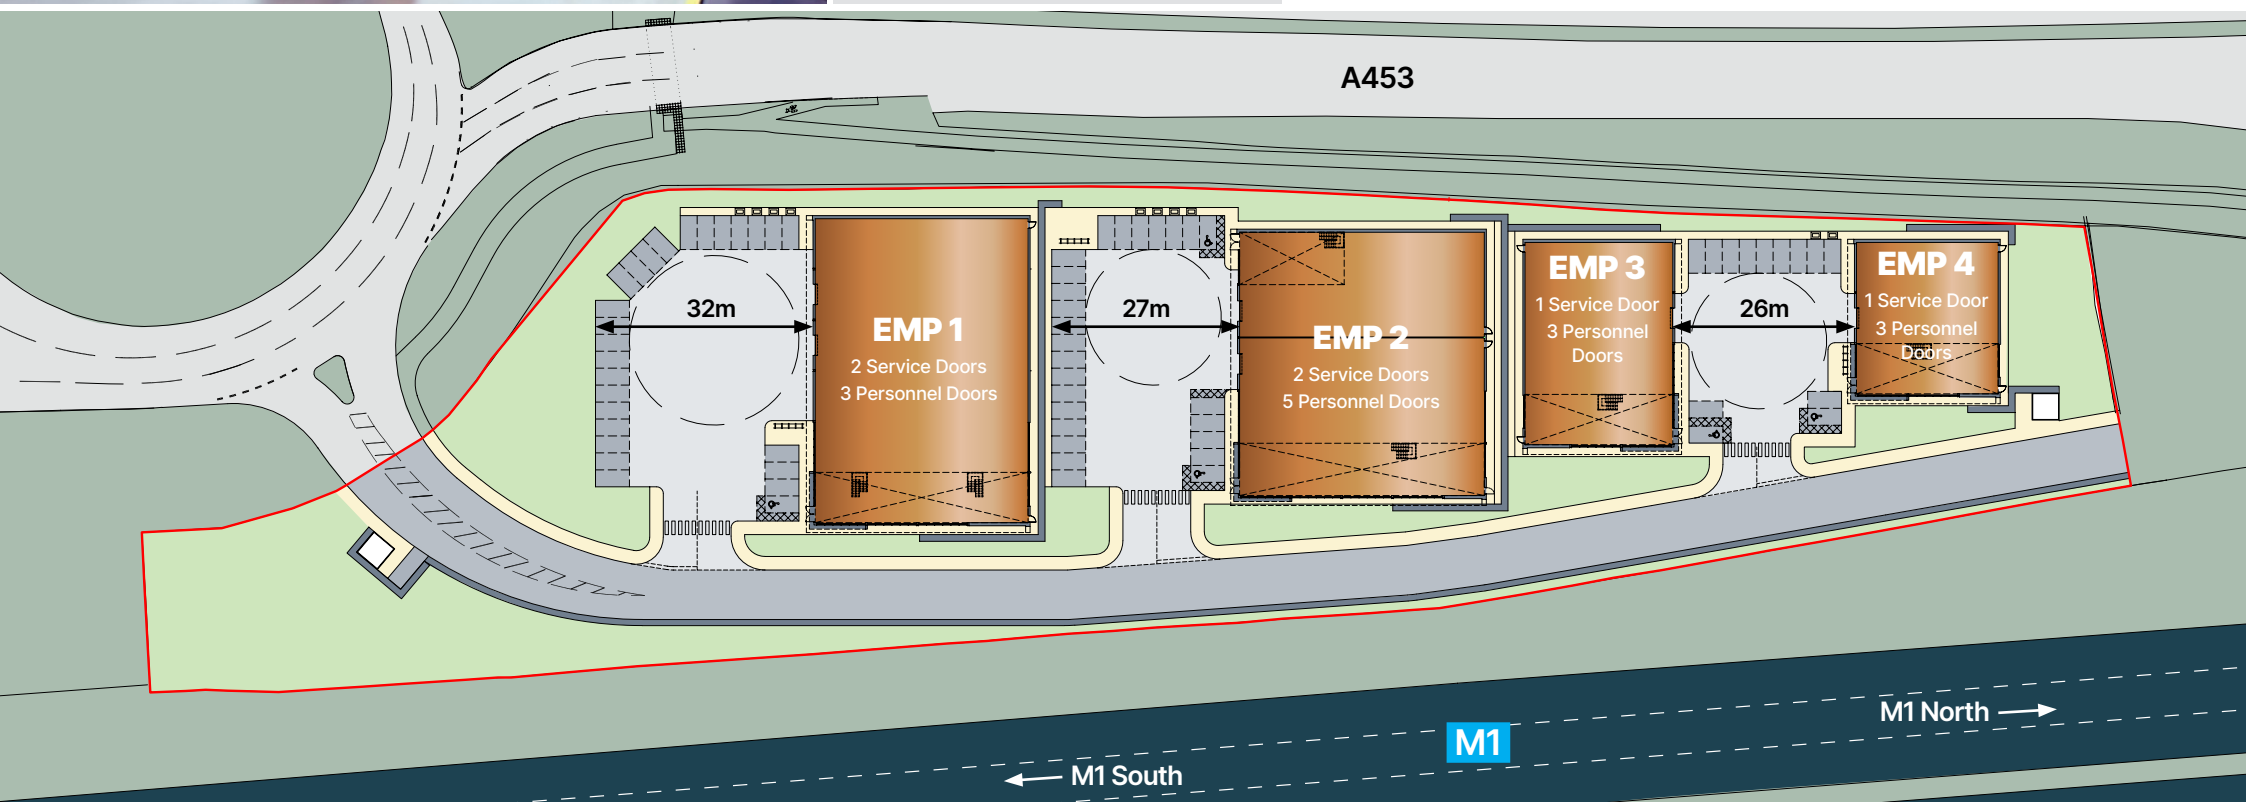 A453
32m
EMP 1
2 Service Doors
3 Personnel Doors
27m
EMP 2
2 Service Doors
5 Personnel Doors
EMP 3
1 Service Door
3 Personnel
Doors
26m
EMP 4
1 Service Door
3 Personnel
Doors
M1 North
M1
M1 South